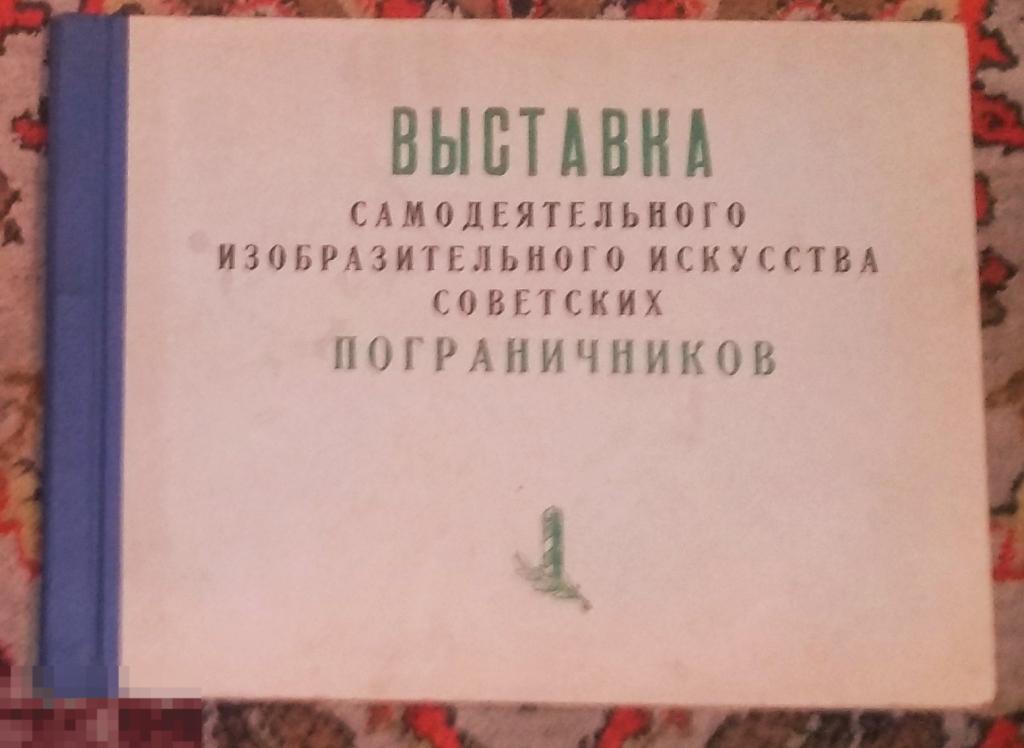 ВЫСТАВКА
САМОДЕЯТЕЛЬНОГО
ИЗОБРАЗИТЕЛЬНОГО ИСКУССТВА
СОВЕТСКИХ
ПОГРАНИЧНИКОВ